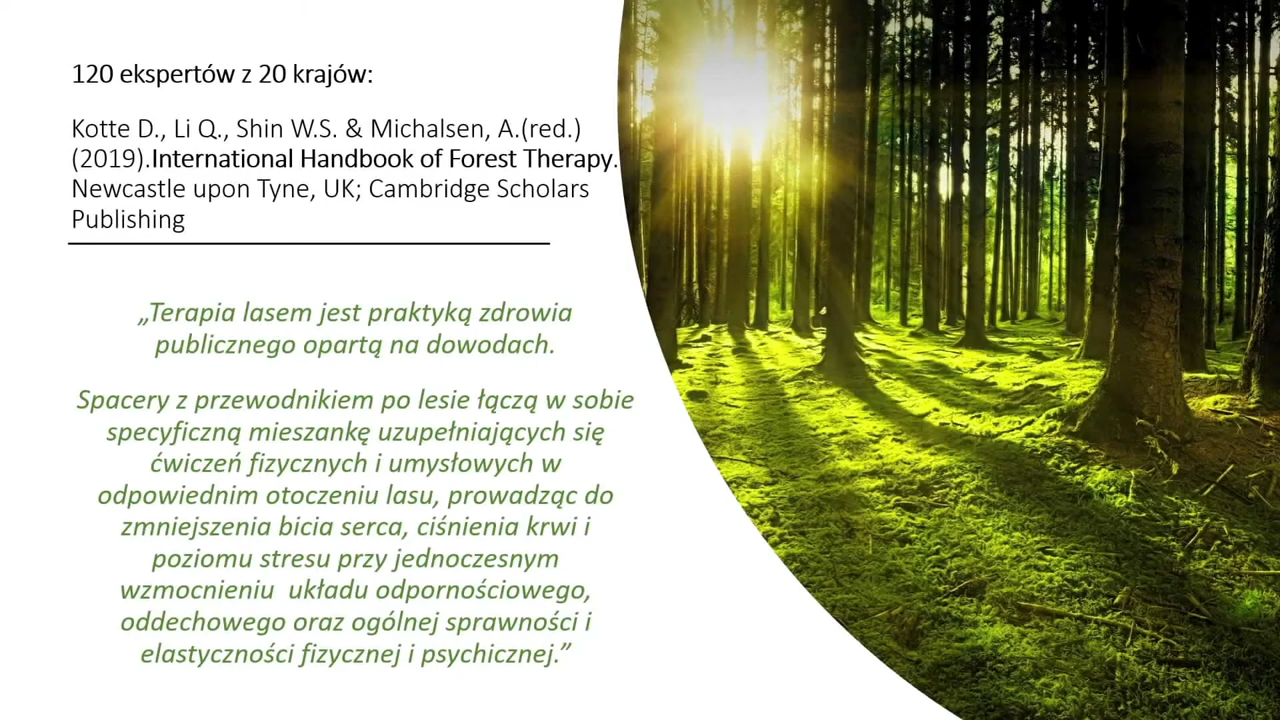 120 ekspertów z 20 krajów:
Kotte D., Li Q., Shin W.S. & Michalsen, A.(red.)
(2019).International Handbook of Forest Therapy.
Newcastle upon Tyne, UK; Cambridge Scholars
Publishing
„Terapia lasem jest praktyką zdrowia
publicznego opartą na dowodach.
Spacery z przewodnikiem po lesie łączą w sobie
specyficzną mieszankę uzupełniających się
ćwiczeń fizycznych i umysłowych w
odpowiednim otoczeniu lasu, prowadząc do
zmniejszenia bicia serca, ciśnienia krwi i
poziomu stresu przy jednoczesnym
wzmocnieniu  układu odpornościowego,
oddechowego oraz ogólnej sprawności i
elastyczności fizycznej i psychicznej.”